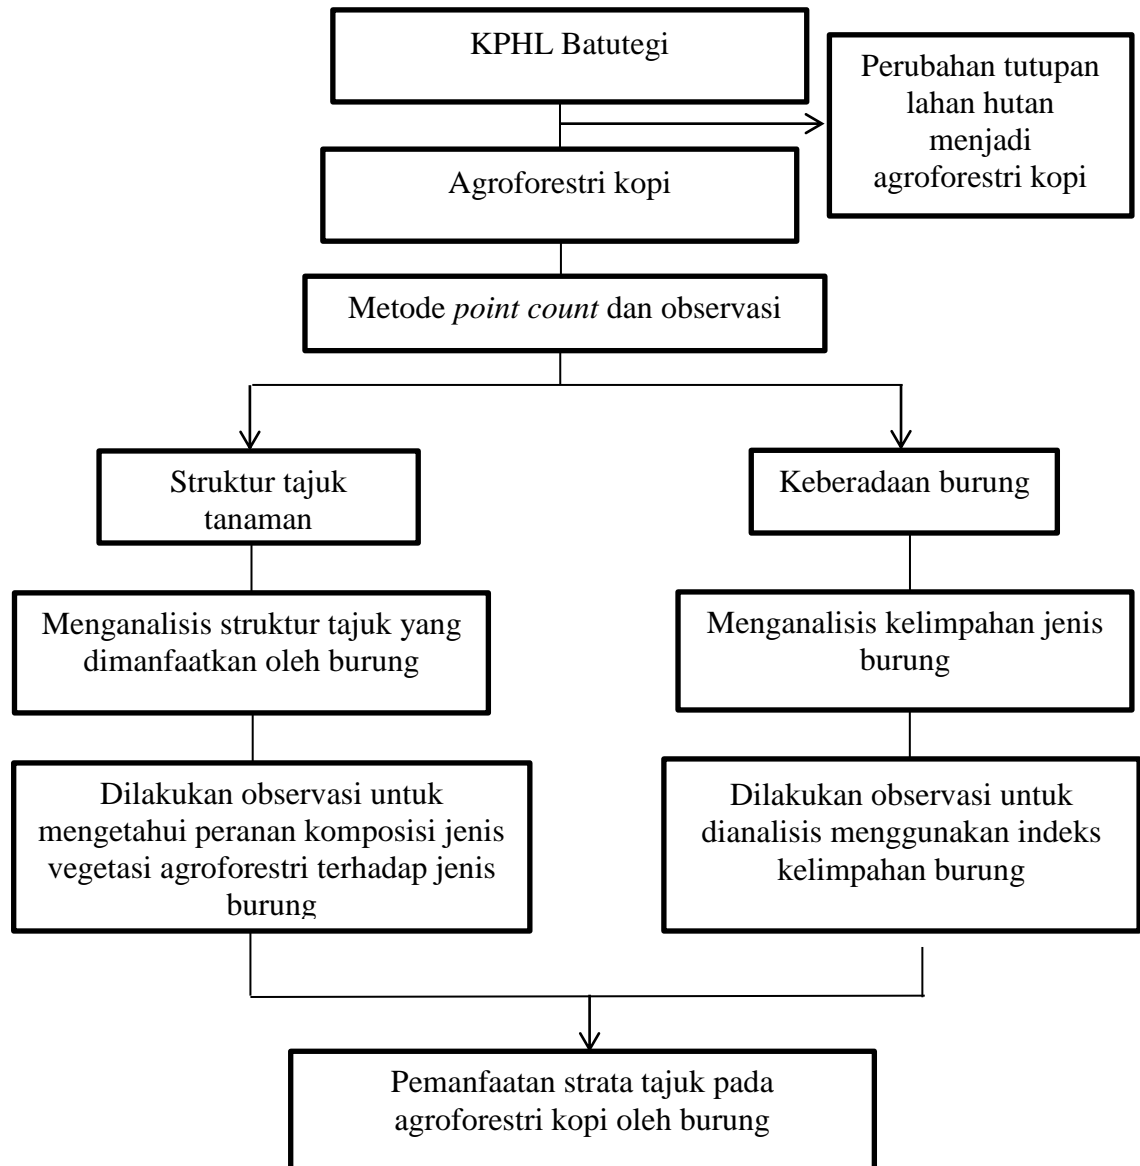 KPHL Batutegi
Perubahan tutupan
lahan hutan
menjadi
agroforestri kopi
Agroforestri kopi
Metode point count dan observasi
Struktur tajuk
tanaman
Keberadaan burung
Menganalisis struktur tajuk yang
dimanfaatkan oleh burung
Menganalisis kelimpahan jenis
burung
Dilakukan observasi untuk
mengetahui peranan komposisi jenis
vegetasi agroforestri terhadap jenis
burung
Dilakukan observasi untuk
dianalisis menggunakan indeks
kelimpahan burung
Pemanfaatan strata tajuk pada
agroforestri kopi oleh burung